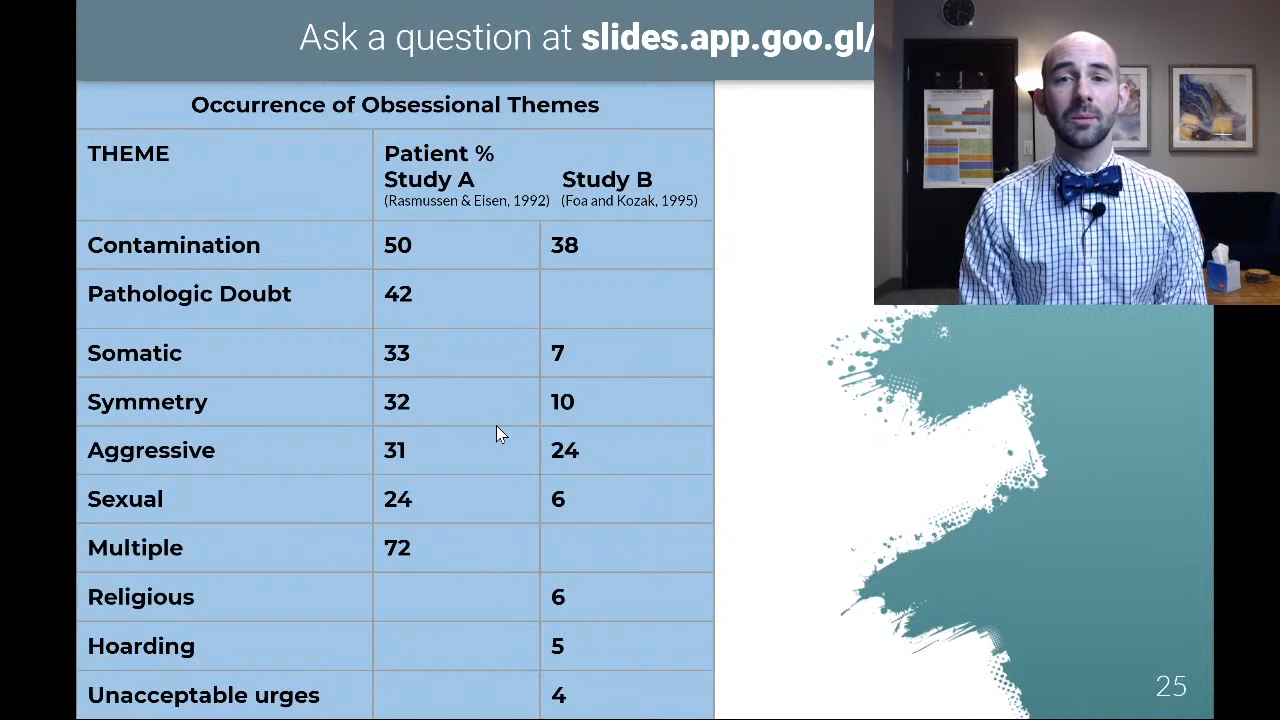 Ask a question at slides.app.goo.gl/
Occurrence of Obsessional Themes
THEME
Patient %
Study A
Study B
(Rasmussen & Eisen, 1992)
(Foa and Kozak, 1995)
Contamination 50 38
Pathologic Doubt 42
Somatic 33 7
Symmetry 32 10
Aggressive 31 24
Sexual 24 6
Multiple 72
Religious 6
Hoarding 5
Unacceptable urges 4
25